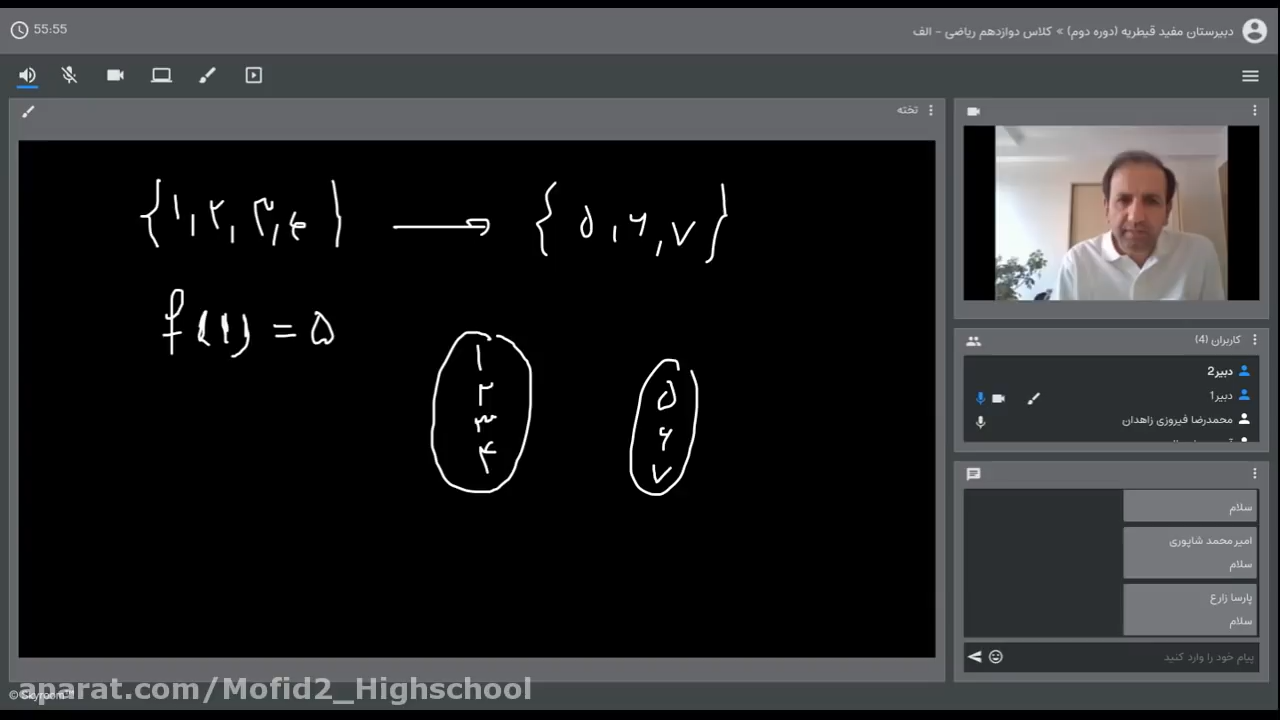 55:55
دبیرستان مفید قیطریه (دوره دوم) » کلاس دوازدهم ریاضی - الف
تخته
{۱,۲,۳,۴} → {۵,۶,۷}
f(۱) = ۵
۱
۲
۳
۴
۵
۶
۷
کاربران (4)
دبیر2
دبیر1
محمدرضا فیروزی زاهدان
سلام
امیر محمد شاپوری
سلام
پارسا زارع
سلام
پیام خود را وارد کنید
aparat.com/Mofid2_Highschool
© Skyroom™